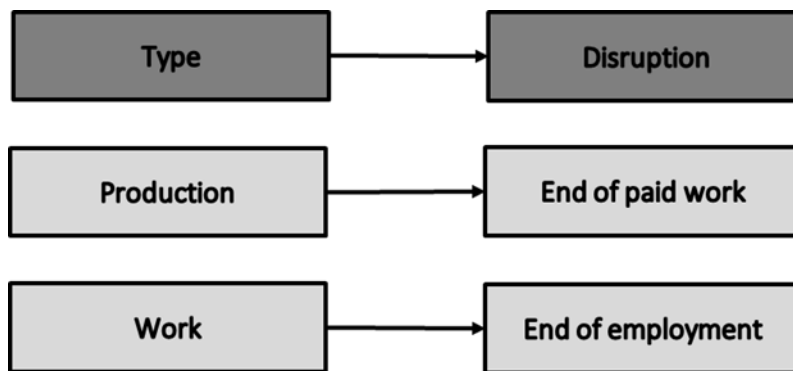 Type
Disruption
Production
End of paid work
Work
End of employment